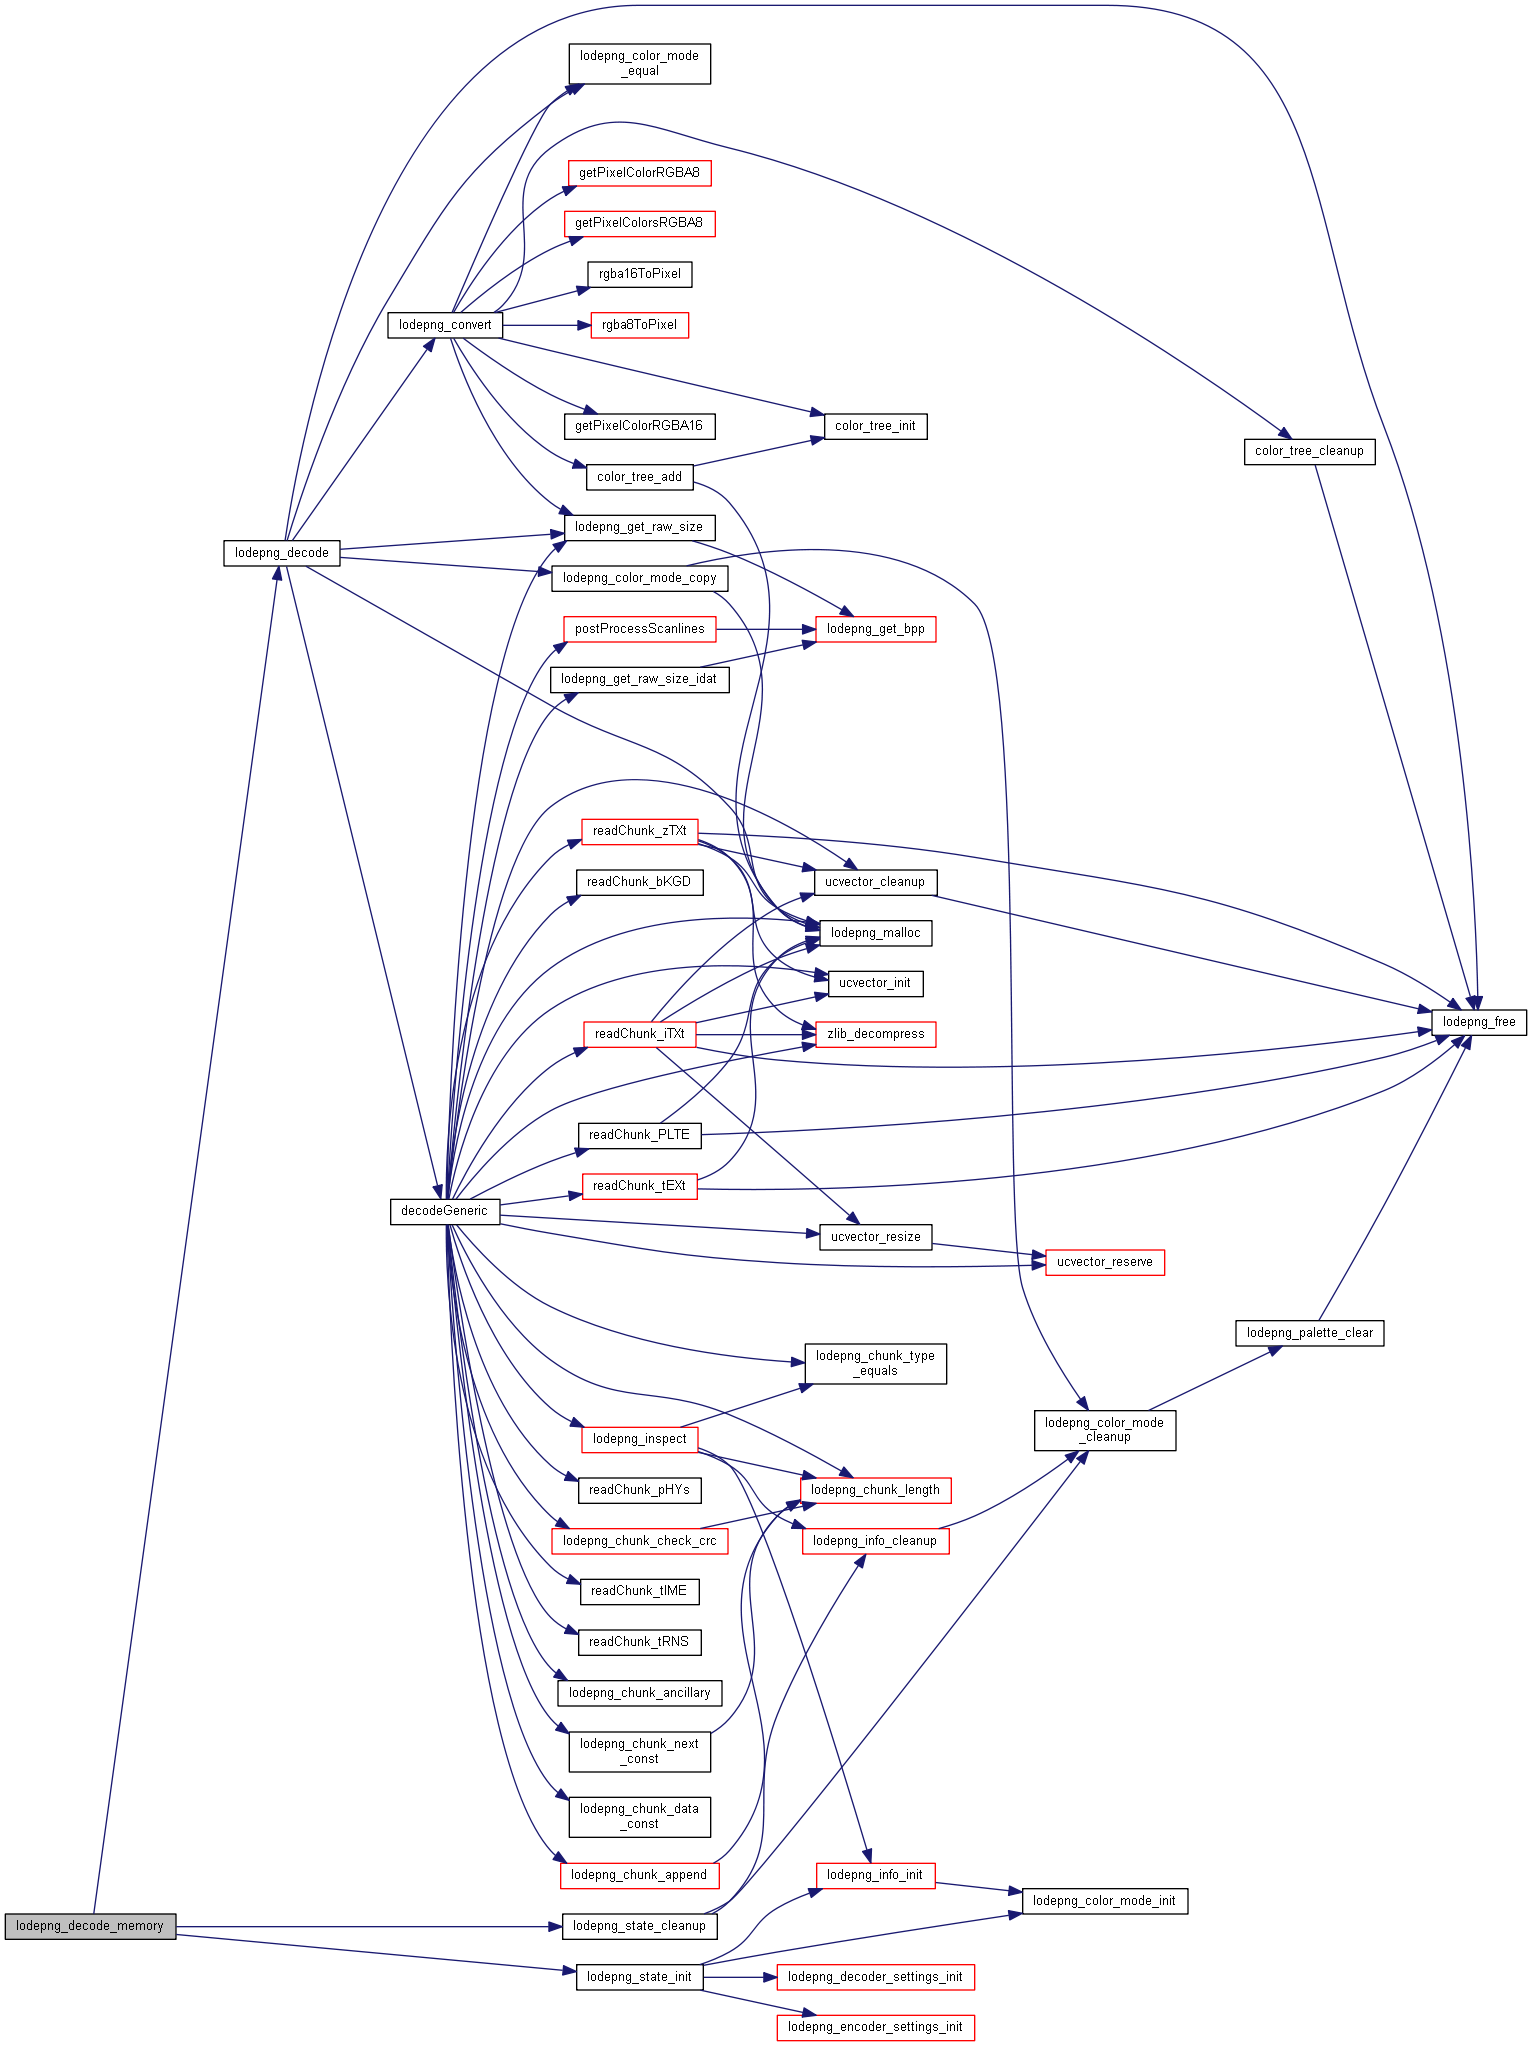 lodepng_color_mode
_equal
getPixelColorRGBA8
getPixelColorsRGBA8
rgba16ToPixel
lodepng_convert
rgba8ToPixel
getPixelColorRGBA16
color_tree_init
color_tree_cleanup
color_tree_add
lodepng_get_raw_size
lodepng_decode
lodepng_color_mode_copy
postProcessScanlines
lodepng_get_bpp
lodepng_get_raw_size_idat
readChunk_zTXt
readChunk_bKGD
ucvector_cleanup
lodepng_malloc
ucvector_init
lodepng_free
readChunk_iTXt
zlib_decompress
readChunk_PLTE
readChunk_tEXt
decodeGeneric
ucvector_resize
ucvector_reserve
lodepng_palette_clear
lodepng_chunk_type
_equals
lodepng_color_mode
_cleanup
lodepng_inspect
readChunk_pHYs
lodepng_chunk_length
lodepng_chunk_check_crc
lodepng_info_cleanup
readChunk_tIME
readChunk_tRNS
lodepng_chunk_ancillary
lodepng_chunk_next
_const
lodepng_chunk_data
_const
lodepng_chunk_append
lodepng_info_init
lodepng_color_mode_init
lodepng_decode_memory
lodepng_state_cleanup
lodepng_state_init
lodepng_decoder_settings_init
lodepng_encoder_settings_init